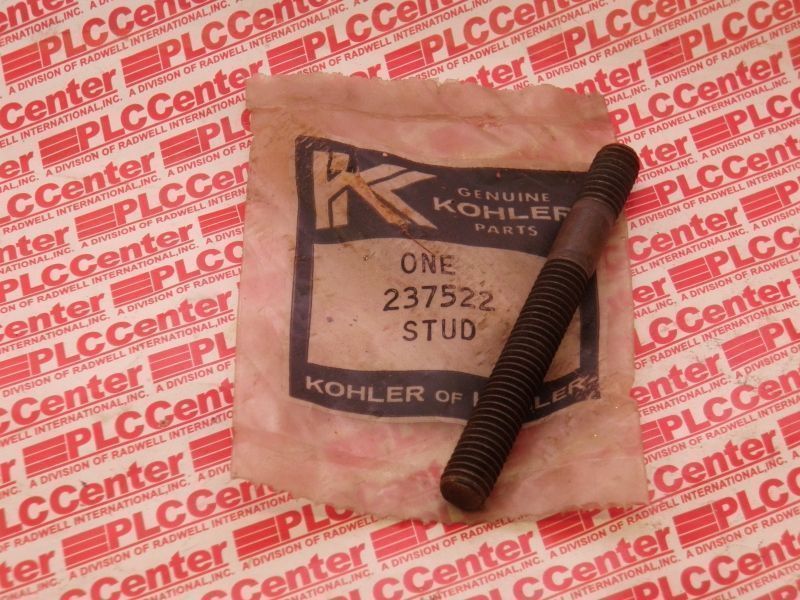 GENUINE
KOHLER
PARTS
ONE
237522
STUD
KOHLER OF KOHLER
PLCCenter
A DIVISION OF RADWELL INTERNATIONAL, INC.